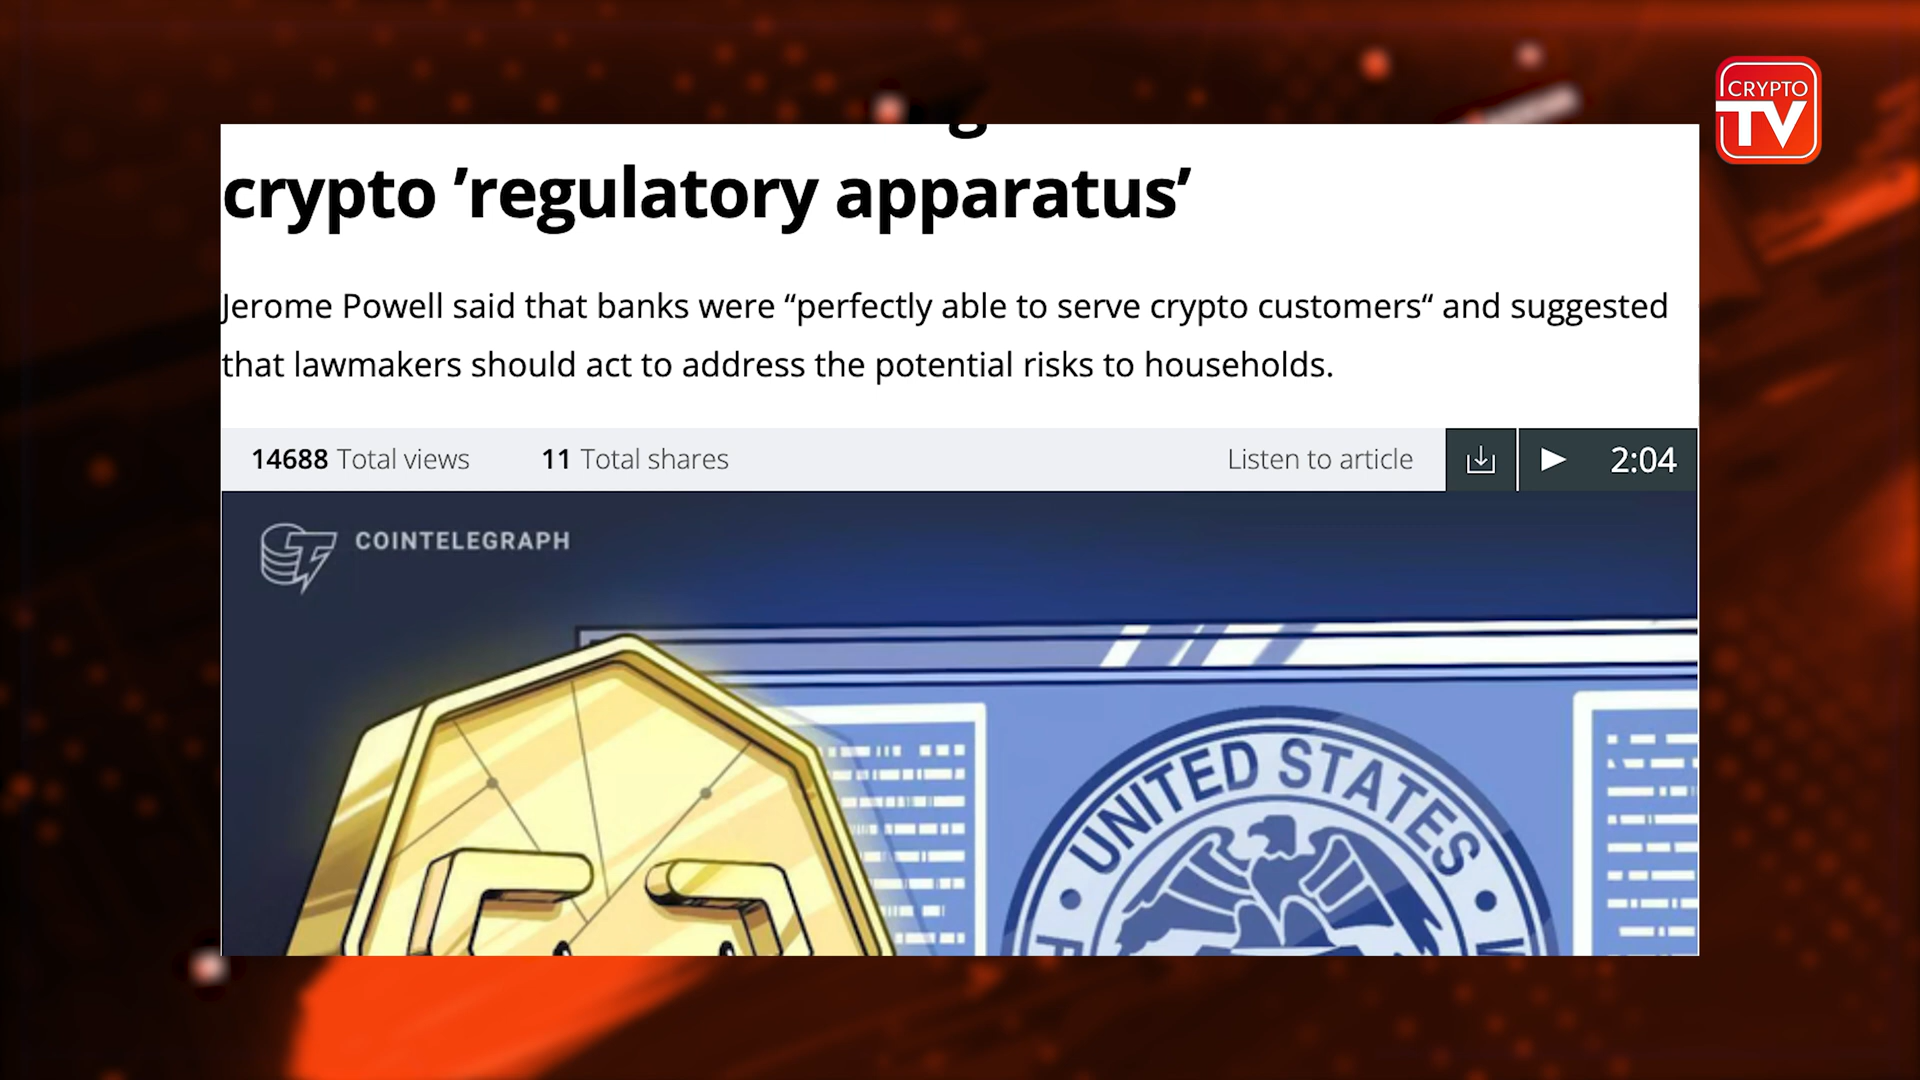 CRYPTO
TV
crypto ’regulatory apparatus’
Jerome Powell said that banks were “perfectly able to serve crypto customers“ and suggested
that lawmakers should act to address the potential risks to households.
14688 Total views 11 Total shares Listen to article 2:04
COINTELEGRAPH
UNITED STATES